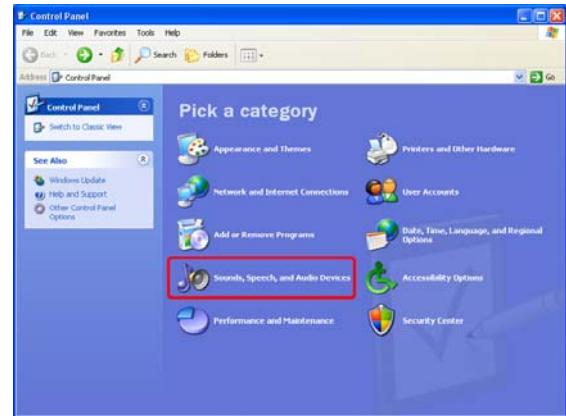 Control Panel
File Edit View Favorites Tools Help
Back Search Folders
Address Control Panel Go
Control Panel
Switch to Classic View
See Also
Windows Update
Help and Support
Other Control Panel
Options
Pick a category
Appearance and Themes
Printers and Other Hardware
Network and Internet Connections
User Accounts
Add or Remove Programs
Date, Time, Language, and Regional
Options
Sounds, Speech, and Audio Devices
Accessibility Options
Performance and Maintenance
Security Center